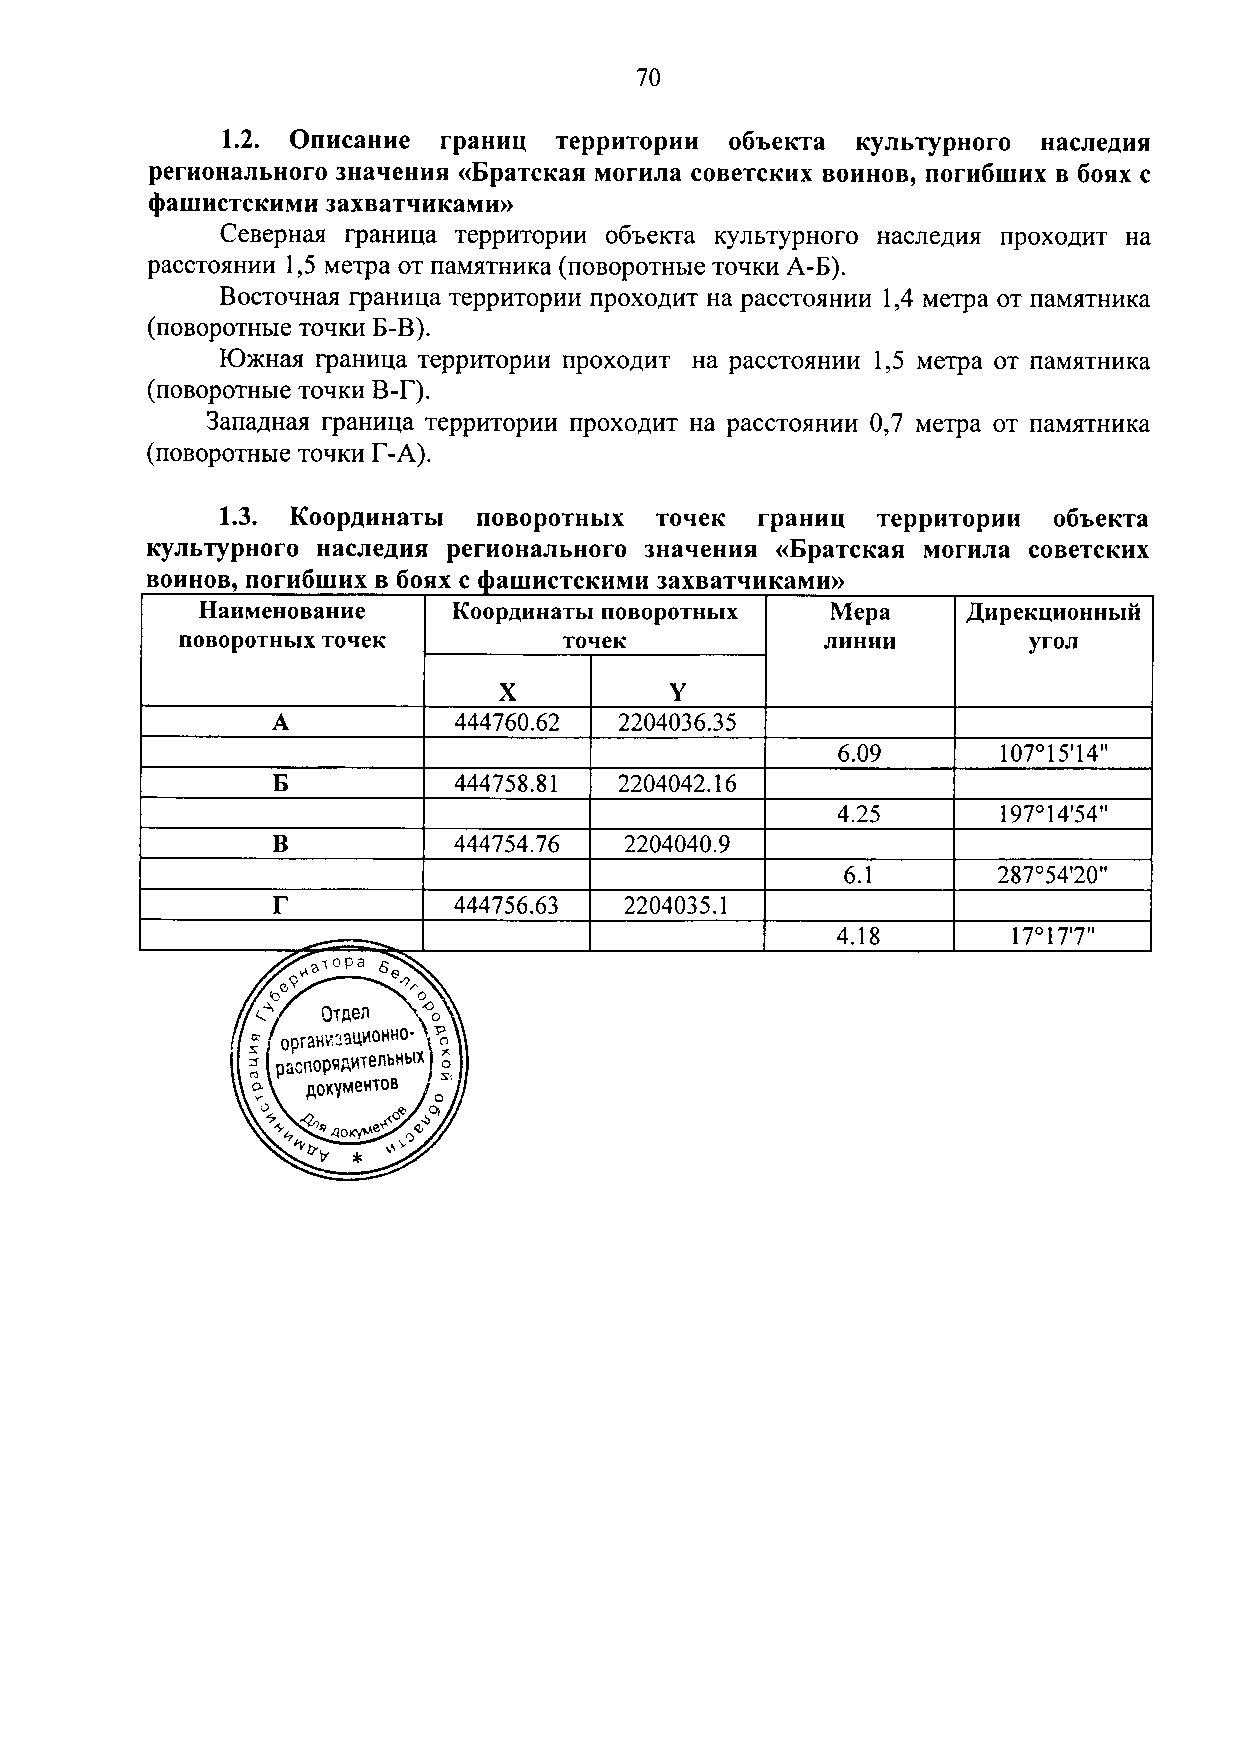 70
1.2. Описание границ территории объекта культурного наследия
регионального значения «Братская могила советских воинов, погибших в боях с
фашистскими захватчиками»
Северная граница территории объекта культурного наследия проходит на
расстоянии 1,5 метра от памятника (поворотные точки А-Б).
Восточная граница территории проходит на расстоянии 1,4 метра от памятника
(поворотные точки Б-В).
Южная граница территории проходит на расстоянии 1,5 метра от памятника
(поворотные точки В-Г).
Западная граница территории проходит на расстоянии 0,7 метра от памятника
(поворотные точки Г-А).
1.3. Координаты поворотных точек границ территории объекта
культурного наследия регионального значения «Братская могила советских
воинов, погибших в боях с фашистскими захватчиками»
Наименование Координаты поворотных Мера Дирекционный
поворотных точек точек линии угол
X Y
А 444760.62 2204036.35
6.09 107°15'14"
Б 444758.81 2204042.16
4.25 197°14'54"
В 444754.76 2204040.9
6.1 287°54'20"
Г 444756.63 2204035.1
4.18 17°17'7"
Администрация Губернатора Белгородской области *
Отдел
организационно-
распорядительных
документов
Для документов